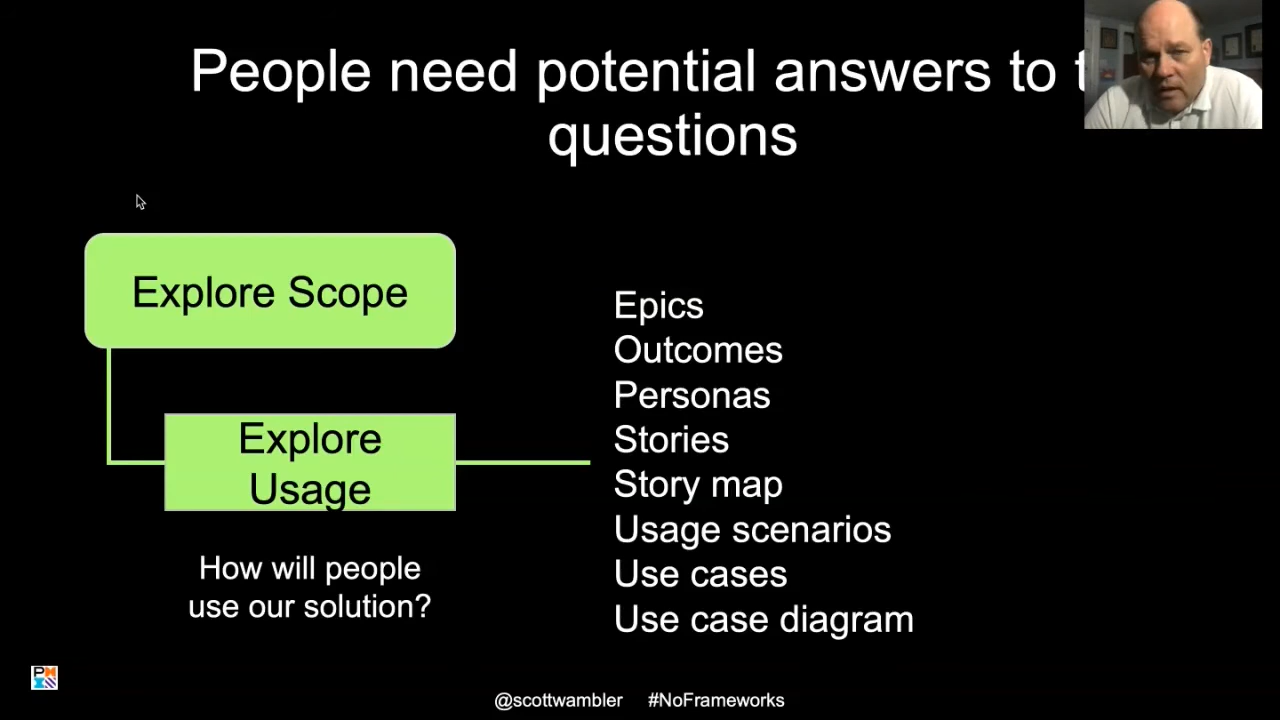 People need potential answers to
questions
Explore Scope
Explore
Usage
How will people
use our solution?
Epics
Outcomes
Personas
Stories
Story map
Usage scenarios
Use cases
Use case diagram
@scottwambler #NoFrameworks